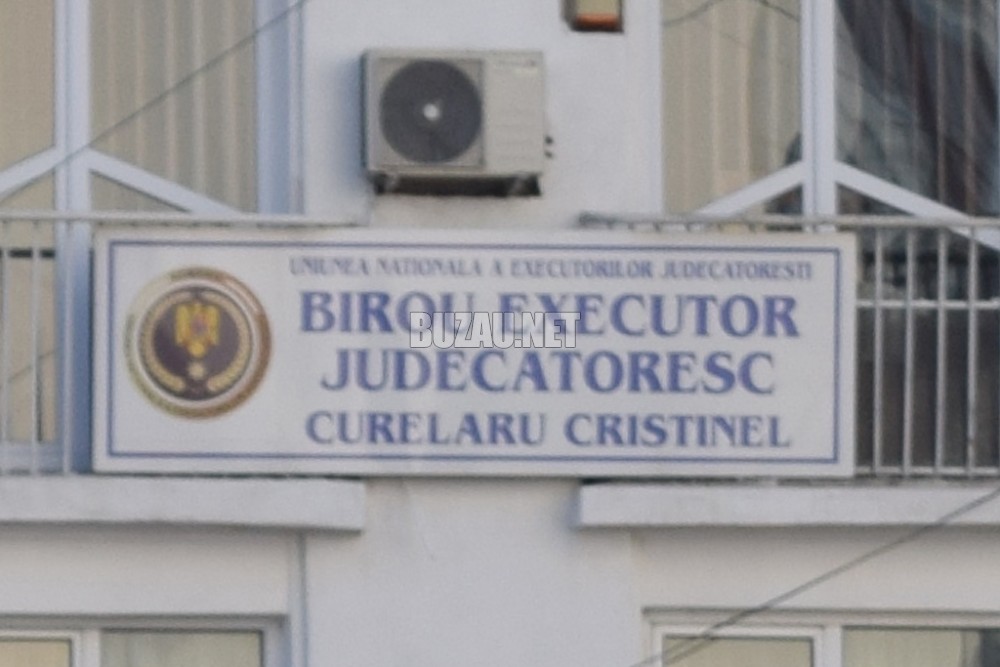 UNIUNEA NATIONALA A EXECUTORILOR JUDECATORESTI
BIROU EXECUTOR
BUZAU.NET
JUDECATORESC
CURELARU CRISTINEL